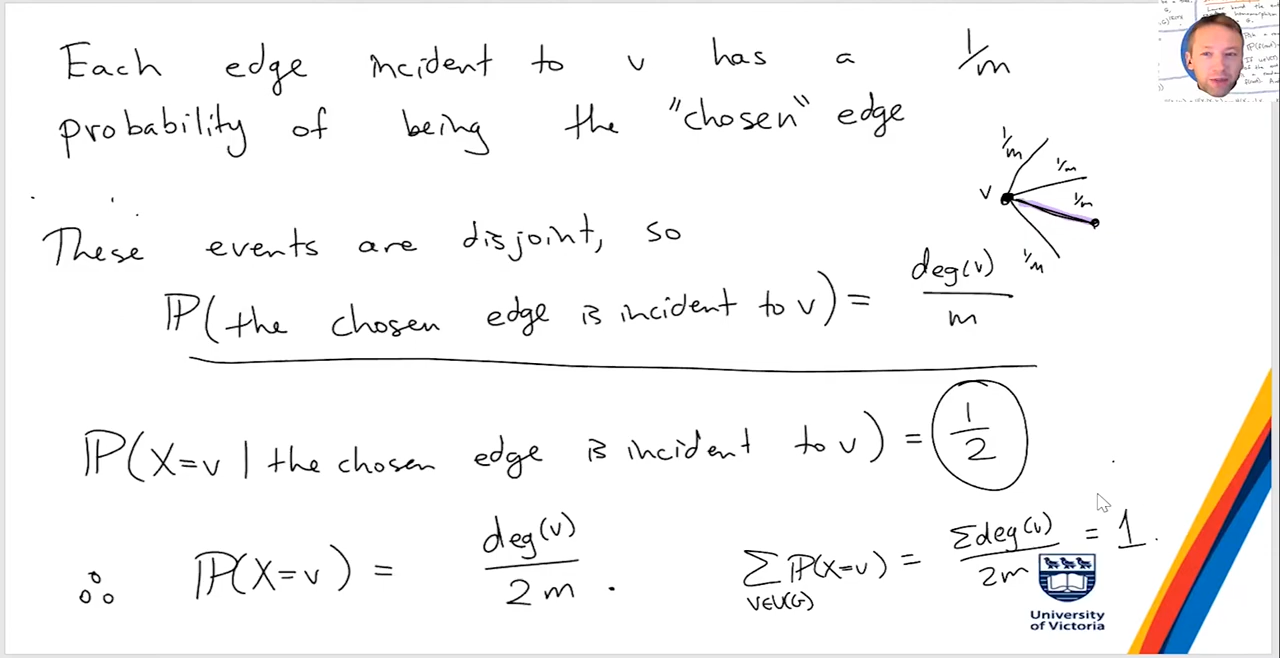 Each edge incident to v has a 1/m
probability of being the "chosen" edge
1/m
1/m
v
1/m
1/m
These events are disjoint, so
ℙ(the chosen edge is incident to v) = deg(v)/m
ℙ(X=v | the chosen edge is incident to v) = 1/2
∴ ℙ(X=v) = deg(v)/2m .
∑ ℙ(X=v) = ∑deg(v)/2m = 1.
v∈V(G)
University
of Victoria